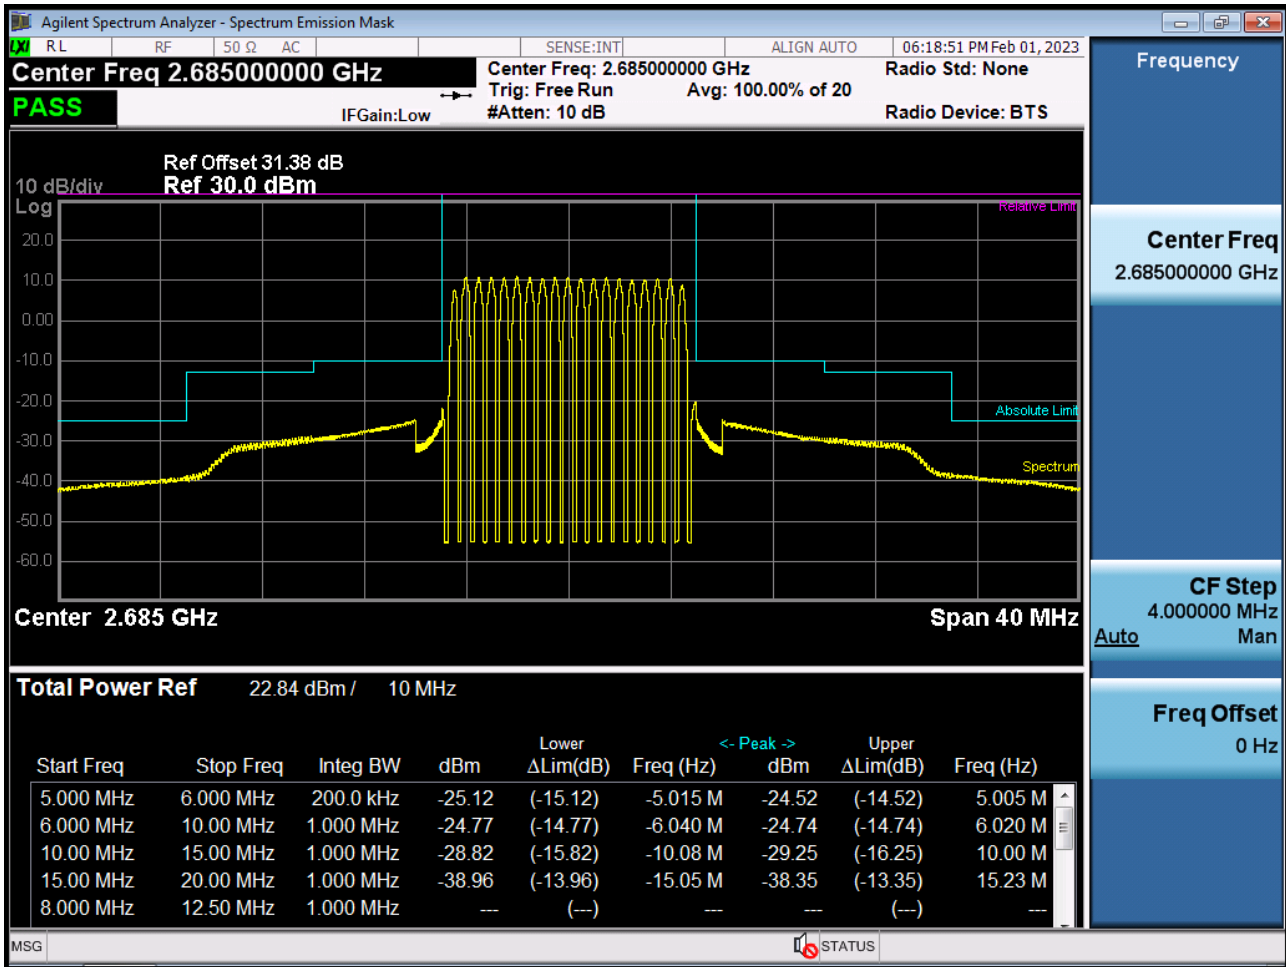 Agilent Spectrum Analyzer - Spectrum Emission Mask
LXI RL RF 50 Ω AC SENSE:INT ALIGN AUTO 06:18:51 PM Feb 01, 2023
Center Freq 2.685000000 GHz
Center Freq: 2.685000000 GHz
Radio Std: None
Trig: Free Run
Avg: 100.00% of 20
PASS
IFGain:Low
#Atten: 10 dB
Radio Device: BTS
Ref Offset 31.38 dB
10 dB/div
Ref 30.0 dBm
Log
Relative Limit
20.0
10.0
0.00
-10.0
-20.0
Absolute Limit
-30.0
Spectrum
-40.0
-50.0
-60.0
Center 2.685 GHz
Span 40 MHz
Total Power Ref 22.84 dBm / 10 MHz
Lower <- Peak -> Upper
Start Freq Stop Freq Integ BW dBm ΔLim(dB) Freq (Hz) dBm ΔLim(dB) Freq (Hz)
5.000 MHz 6.000 MHz 200.0 kHz -25.12 (-15.12) -5.015 M -24.52 (-14.52) 5.005 M
6.000 MHz 10.00 MHz 1.000 MHz -24.77 (-14.77) -6.040 M -24.74 (-14.74) 6.020 M
10.00 MHz 15.00 MHz 1.000 MHz -28.82 (-15.82) -10.08 M -29.25 (-16.25) 10.00 M
15.00 MHz 20.00 MHz 1.000 MHz -38.96 (-13.96) -15.05 M -38.35 (-13.35) 15.23 M
8.000 MHz 12.50 MHz 1.000 MHz --- (---) --- --- (---) ---
MSG STATUS
Frequency
Center Freq
2.685000000 GHz
CF Step
4.000000 MHz
Auto Man
Freq Offset
0 Hz